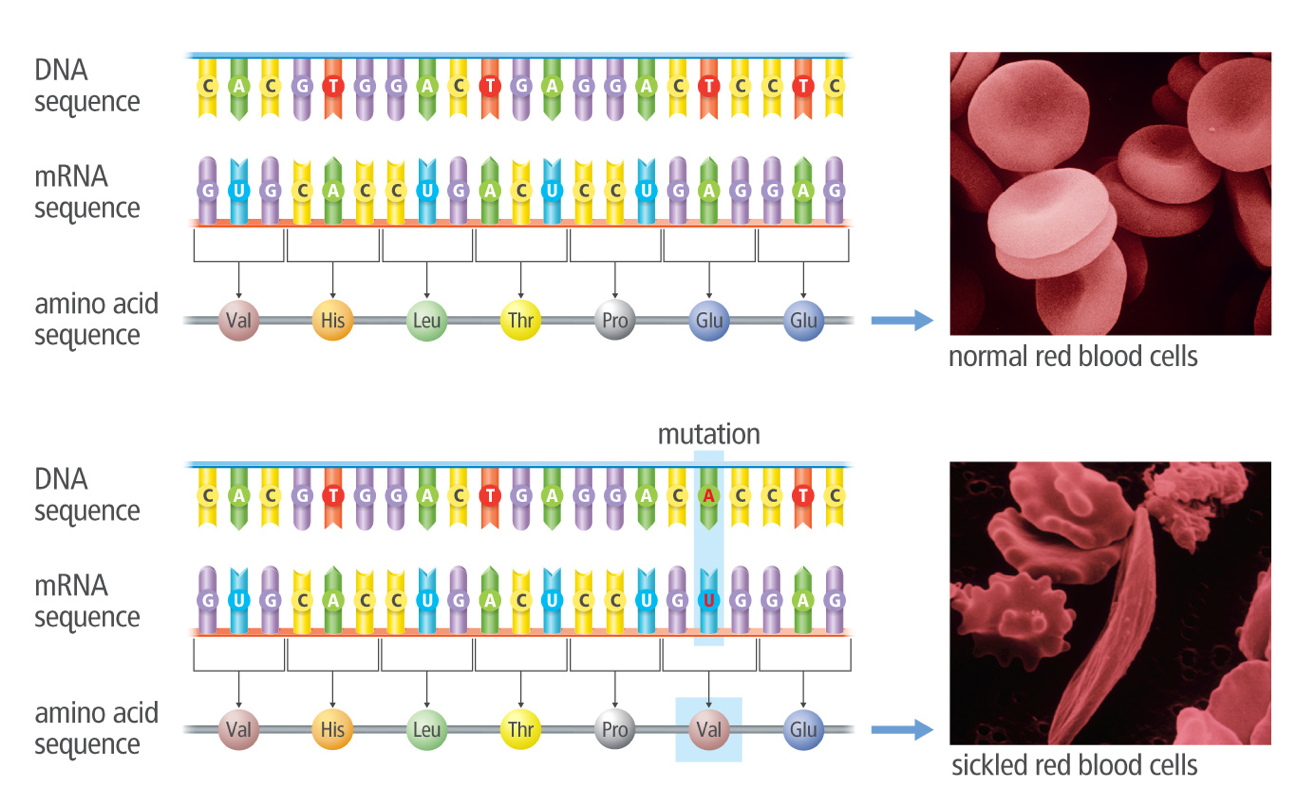 DNA
sequence
C A C G T G G A C T G A G G A C T C C T C
mRNA
sequence
G U G C A C C U G A C U C C U G A G G A G
amino acid
sequence
Val His Leu Thr Pro Glu Glu
normal red blood cells
mutation
DNA
sequence
C A C G T G G A C T G A G G A C A C C T C
mRNA
sequence
G U G C A C C U G A C U C C U G U G G A G
amino acid
sequence
Val His Leu Thr Pro Val Glu
sickled red blood cells